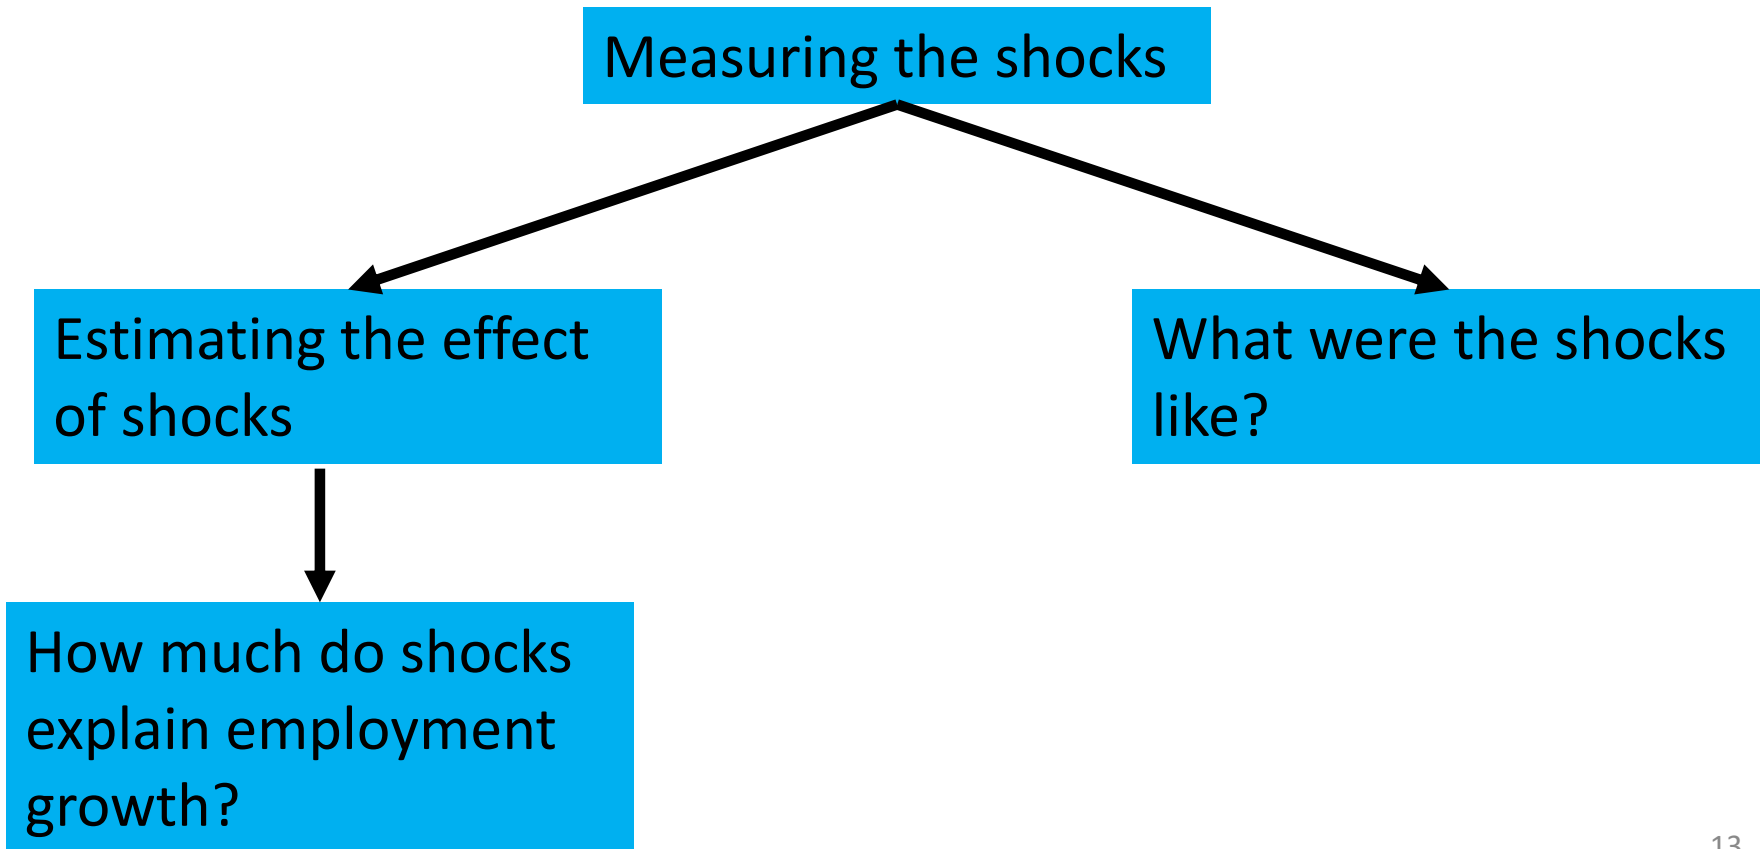 Measuring the shocks
Estimating the effect
of shocks
What were the shocks
like?
How much do shocks
explain employment
growth?
13